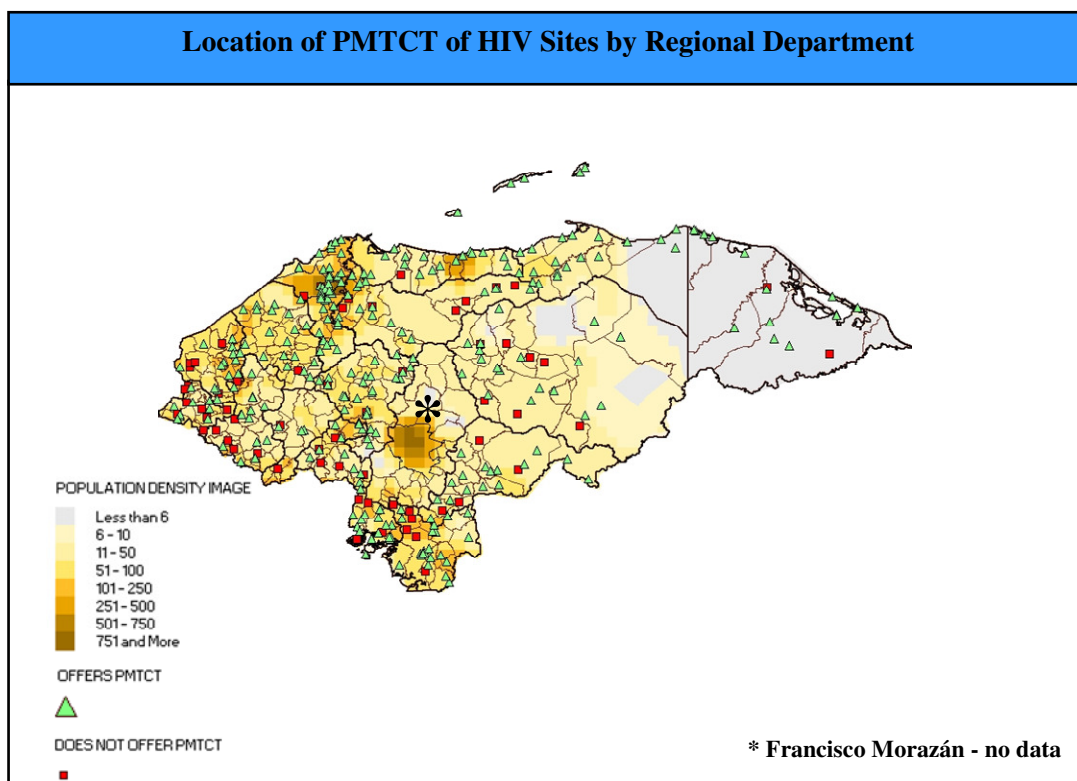 Location of PMTCT of HIV Sites by Regional Department
*
POPULATION DENSITY IMAGE
Less than 6
6 - 10
11 - 50
51 - 100
101 - 250
251 - 500
501 - 750
751 and More
OFFERS PMTCT
DOES NOT OFFER PMTCT
* Francisco Morazán - no data